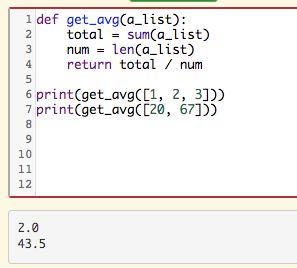 1 def get_avg(a_list):
2     total = sum(a_list)
3     num = len(a_list)
4     return total / num
5
6 print(get_avg([1, 2, 3]))
7 print(get_avg([20, 67]))
8
9
10
11
12
2.0
43.5